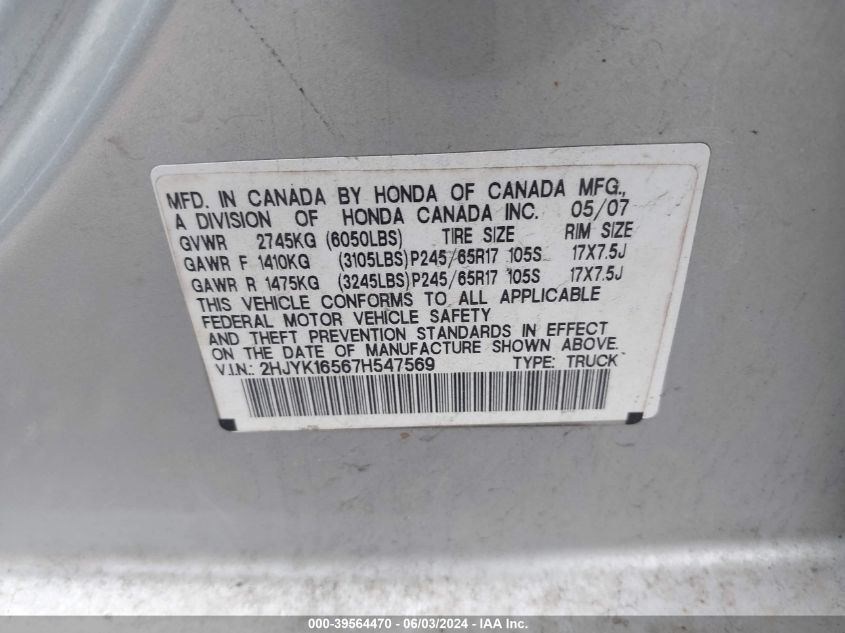 MFD. IN CANADA BY HONDA OF CANADA MFG.,
A DIVISION OF HONDA CANADA INC. 05/07
GVWR 2745KG (6050LBS) TIRE SIZE RIM SIZE
GAWR F 1410KG (3105LBS) P245/65R17 105S 17X7.5J
GAWR R 1475KG (3245LBS) P245/65R17 105S 17X7.5J
THIS VEHICLE CONFORMS TO ALL APPLICABLE
FEDERAL MOTOR VEHICLE SAFETY
AND THEFT PREVENTION STANDARDS IN EFFECT
ON THE DATE OF MANUFACTURE SHOWN ABOVE.
V.I.N.: 2HJYK16567H547569 TYPE: TRUCK
000-39564470 - 06/03/2024 - IAA Inc.